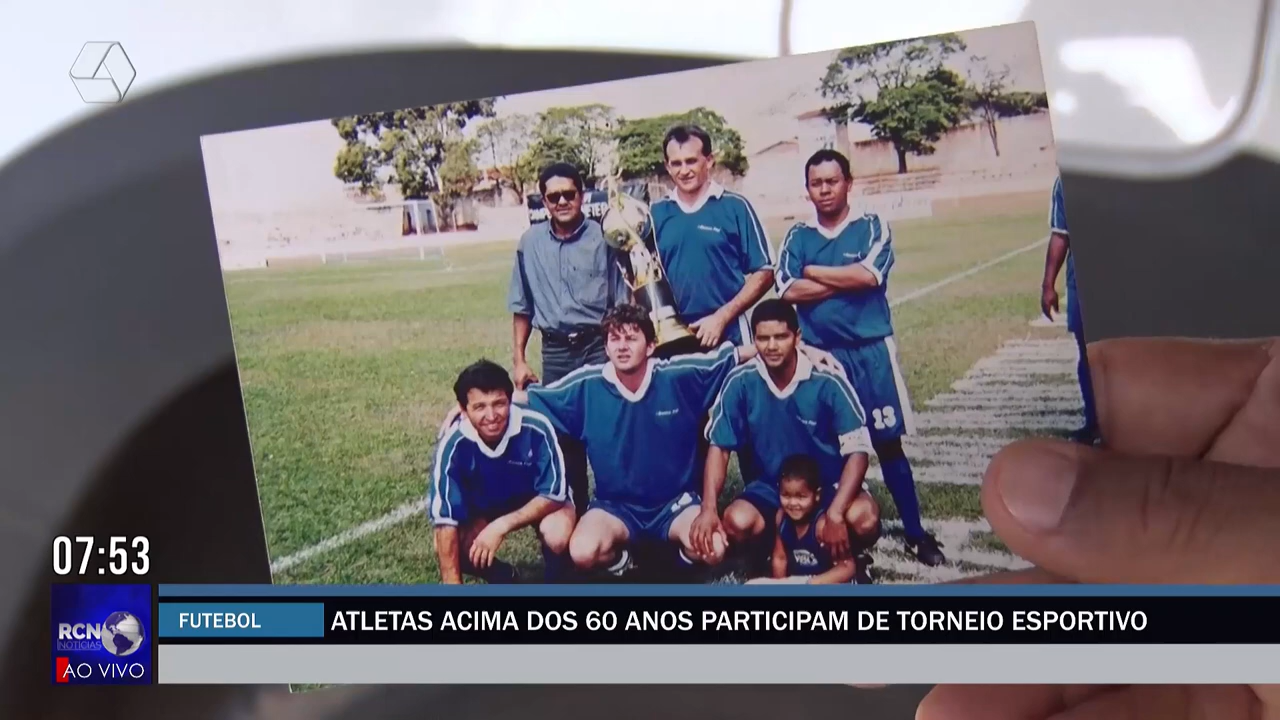 13
07:53
RCN
NOTÍCIAS
AO VIVO
FUTEBOL
ATLETAS ACIMA DOS 60 ANOS PARTICIPAM DE TORNEIO ESPORTIVO